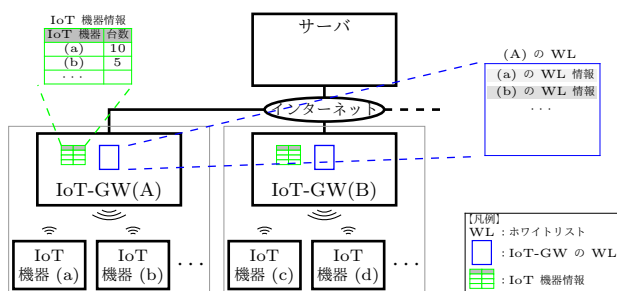 IoT 機器情報
IoT 機器 台数
(a) 10
(b) 5
· · ·
サーバ
インターネット
(A) の WL
(a) の WL 情報
(b) の WL 情報
· · ·
IoT-GW(A)
IoT-GW(B)
IoT
機器 (a)
IoT
機器 (b)
· · ·
IoT
機器 (c)
IoT
機器 (d)
· · ·
【凡例】
WL : ホワイトリスト
: IoT-GW の WL
: IoT 機器情報